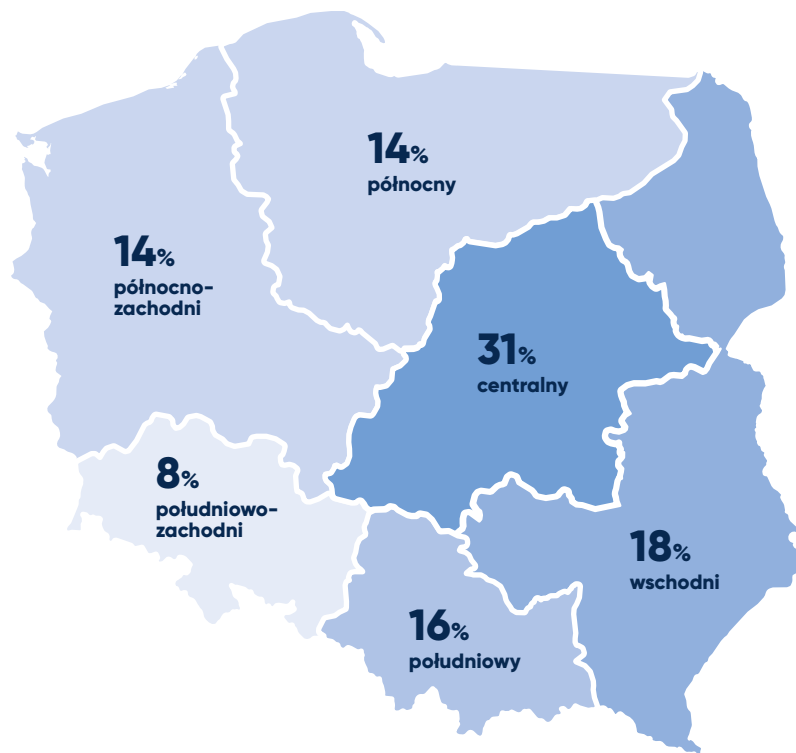 14%
północny
14%
północno-
zachodni
31%
centralny
8%
południowo-
zachodni
18%
wschodni
16%
południowy